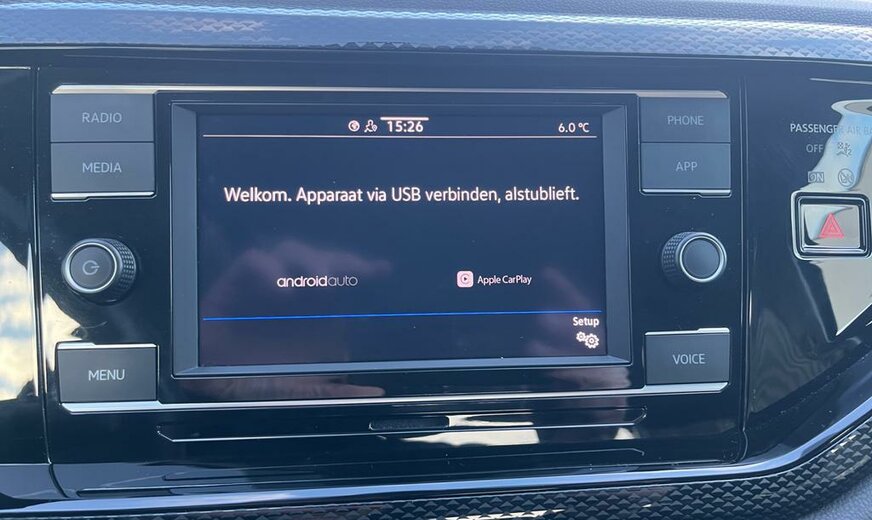 RADIO
MEDIA
MENU
15:26
6.0 °C
Welkom. Apparaat via USB verbinden, alstublieft.
androidauto
Apple CarPlay
Setup
PHONE
APP
VOICE
PASSENGER AIR BA
OFF
ON